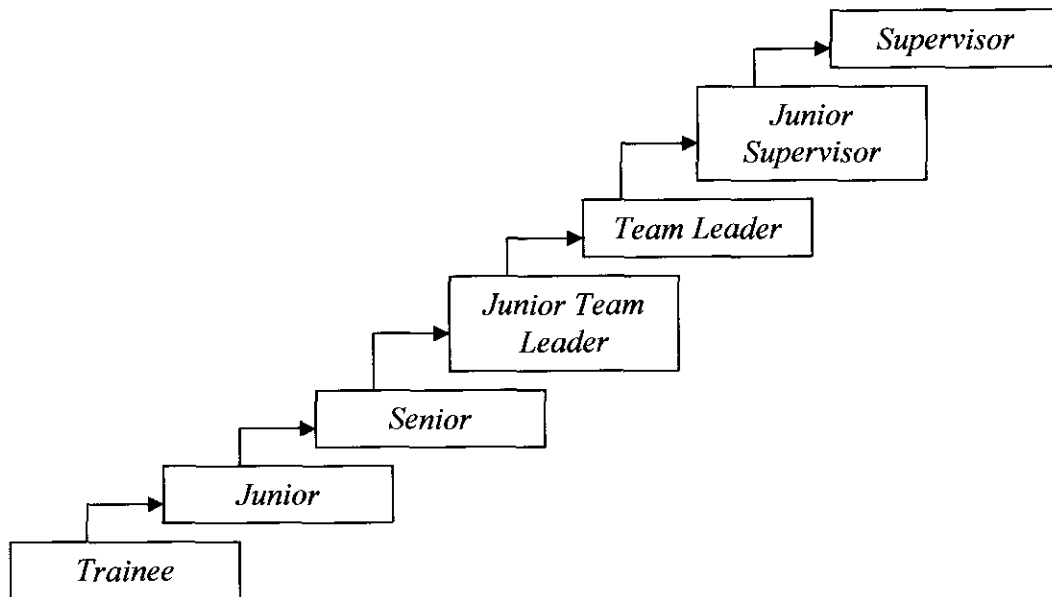 Supervisor
Junior
Supervisor
Team Leader
Junior Team
Leader
Senior
Junior
Trainee